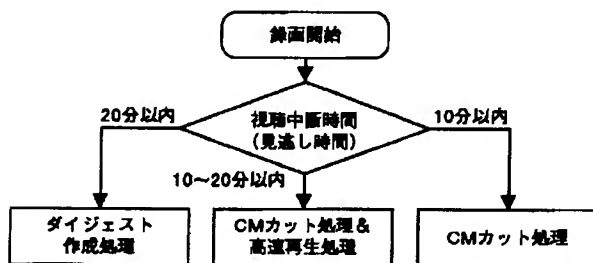 録画開始
視聴中断時間
(見逃し時間)
20分以内
10分以内
10〜20分以内
ダイジェスト
作成処理
CMカット処理&
高速再生処理
CMカット処理